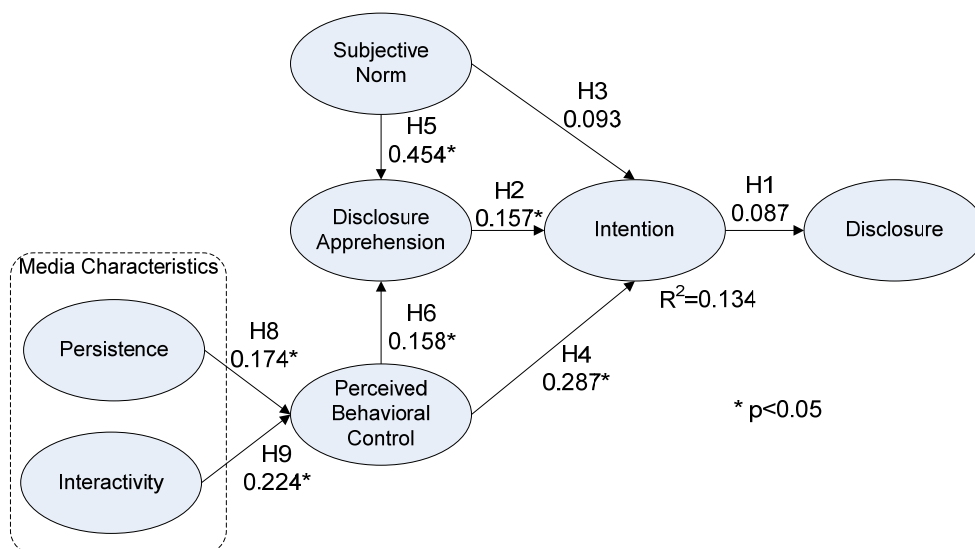 Subjective
Norm
H3
0.093
H5
0.454*
H2
0.157*
H1
0.087
Disclosure
Apprehension
Intention
Disclosure
Media Characteristics
R²=0.134
Persistence
H8
0.174*
H6
0.158*
H4
0.287*
Perceived
Behavioral
Control
* p<0.05
Interactivity
H9
0.224*